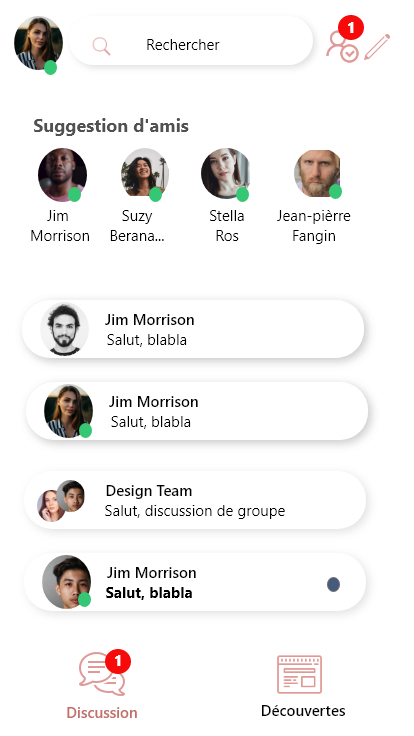 Rechercher
1
Suggestion d'amis
Jim
Morrison
Suzy
Berana...
Stella
Ros
Jean-pièrre
Fangin
Jim Morrison
Salut, blabla
Jim Morrison
Salut, blabla
Design Team
Salut, discussion de groupe
Jim Morrison
Salut, blabla
1
Discussion
Découvertes